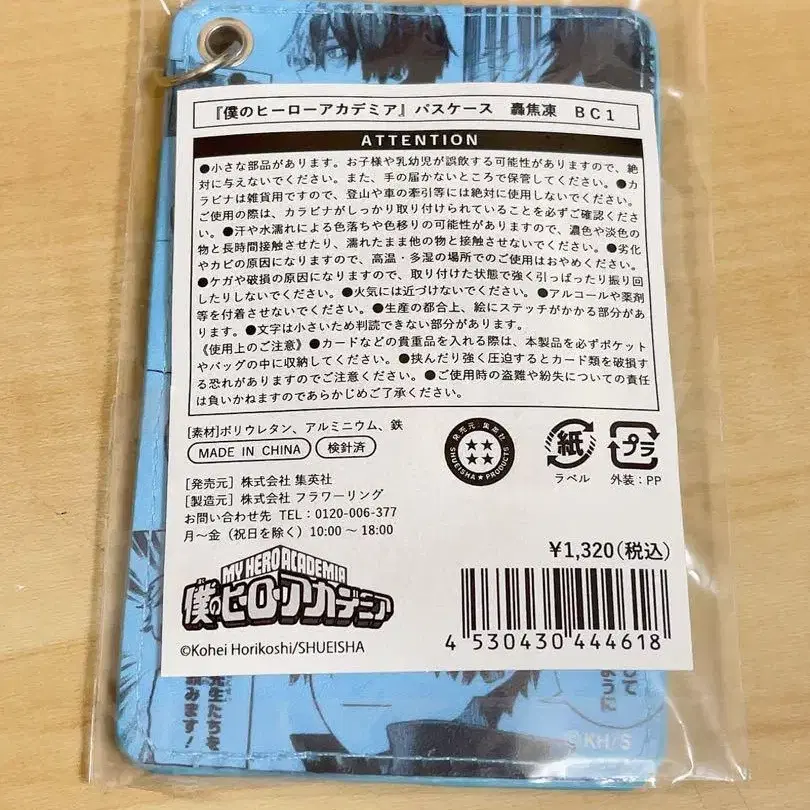 『僕のヒーローアカデミア』パスケース 轟焦凍 BC1
ATTENTION
●小さな部品があります。お子様や乳幼児が誤飲する可能性がありますので、絶
対に与えないでください。また、手の届かないところで保管してください。●カ
ラビナは雑貨用ですので、登山や車の牽引等には絶対に使用しないでください。
ご使用の際は、カラビナがしっかり取り付けられていることを必ずご確認くださ
い。●汗や水濡れによる色落ちや色移りの可能性がありますので、濃色や淡色の
物と長時間接触させたり、濡れたまま他の物と接触させないでください。●劣化
やカビの原因になりますので、高温・多湿の場所でのご使用はおやめください。
●ケガや破損の原因になりますので、取り付けた状態で強く引っぱったり振り回
したりしないでください。●火気には近づけないでください。●アルコールや薬剤
等を付着させないでください。●生産の都合上、絵にステッチがかかる部分があ
ります。●文字は小さいため判読できない部分があります。
《使用上のご注意》●カードなどの貴重品を入れる際は、本製品を必ずポケット
やバッグの中に収納してください。●挟んだり強く圧迫するとカード類を破損す
る恐れがありますのでご注意ください。●ご使用時の盗難や紛失についての責任
は負いかねますのであらかじめご了承ください。
[素材]ポリウレタン、アルミニウム、鉄
MADE IN CHINA 検針済
発売元:集英社
SHUEISHA★PRODUCTS
紙
ラベル
プラ
外装:PP
[発売元] 株式会社 集英社
[製造元] 株式会社 フラワーリング
お問い合わせ先 TEL:0120-006-377
月~金(祝日を除く)10:00~18:00
¥1,320(税込)
MY HERO ACADEMIA
僕のヒーローアカデミア
©Kohei Horikoshi/SHUEISHA
4 530430 444618
して
ように
先生たちを
頼みます!
©KH/S